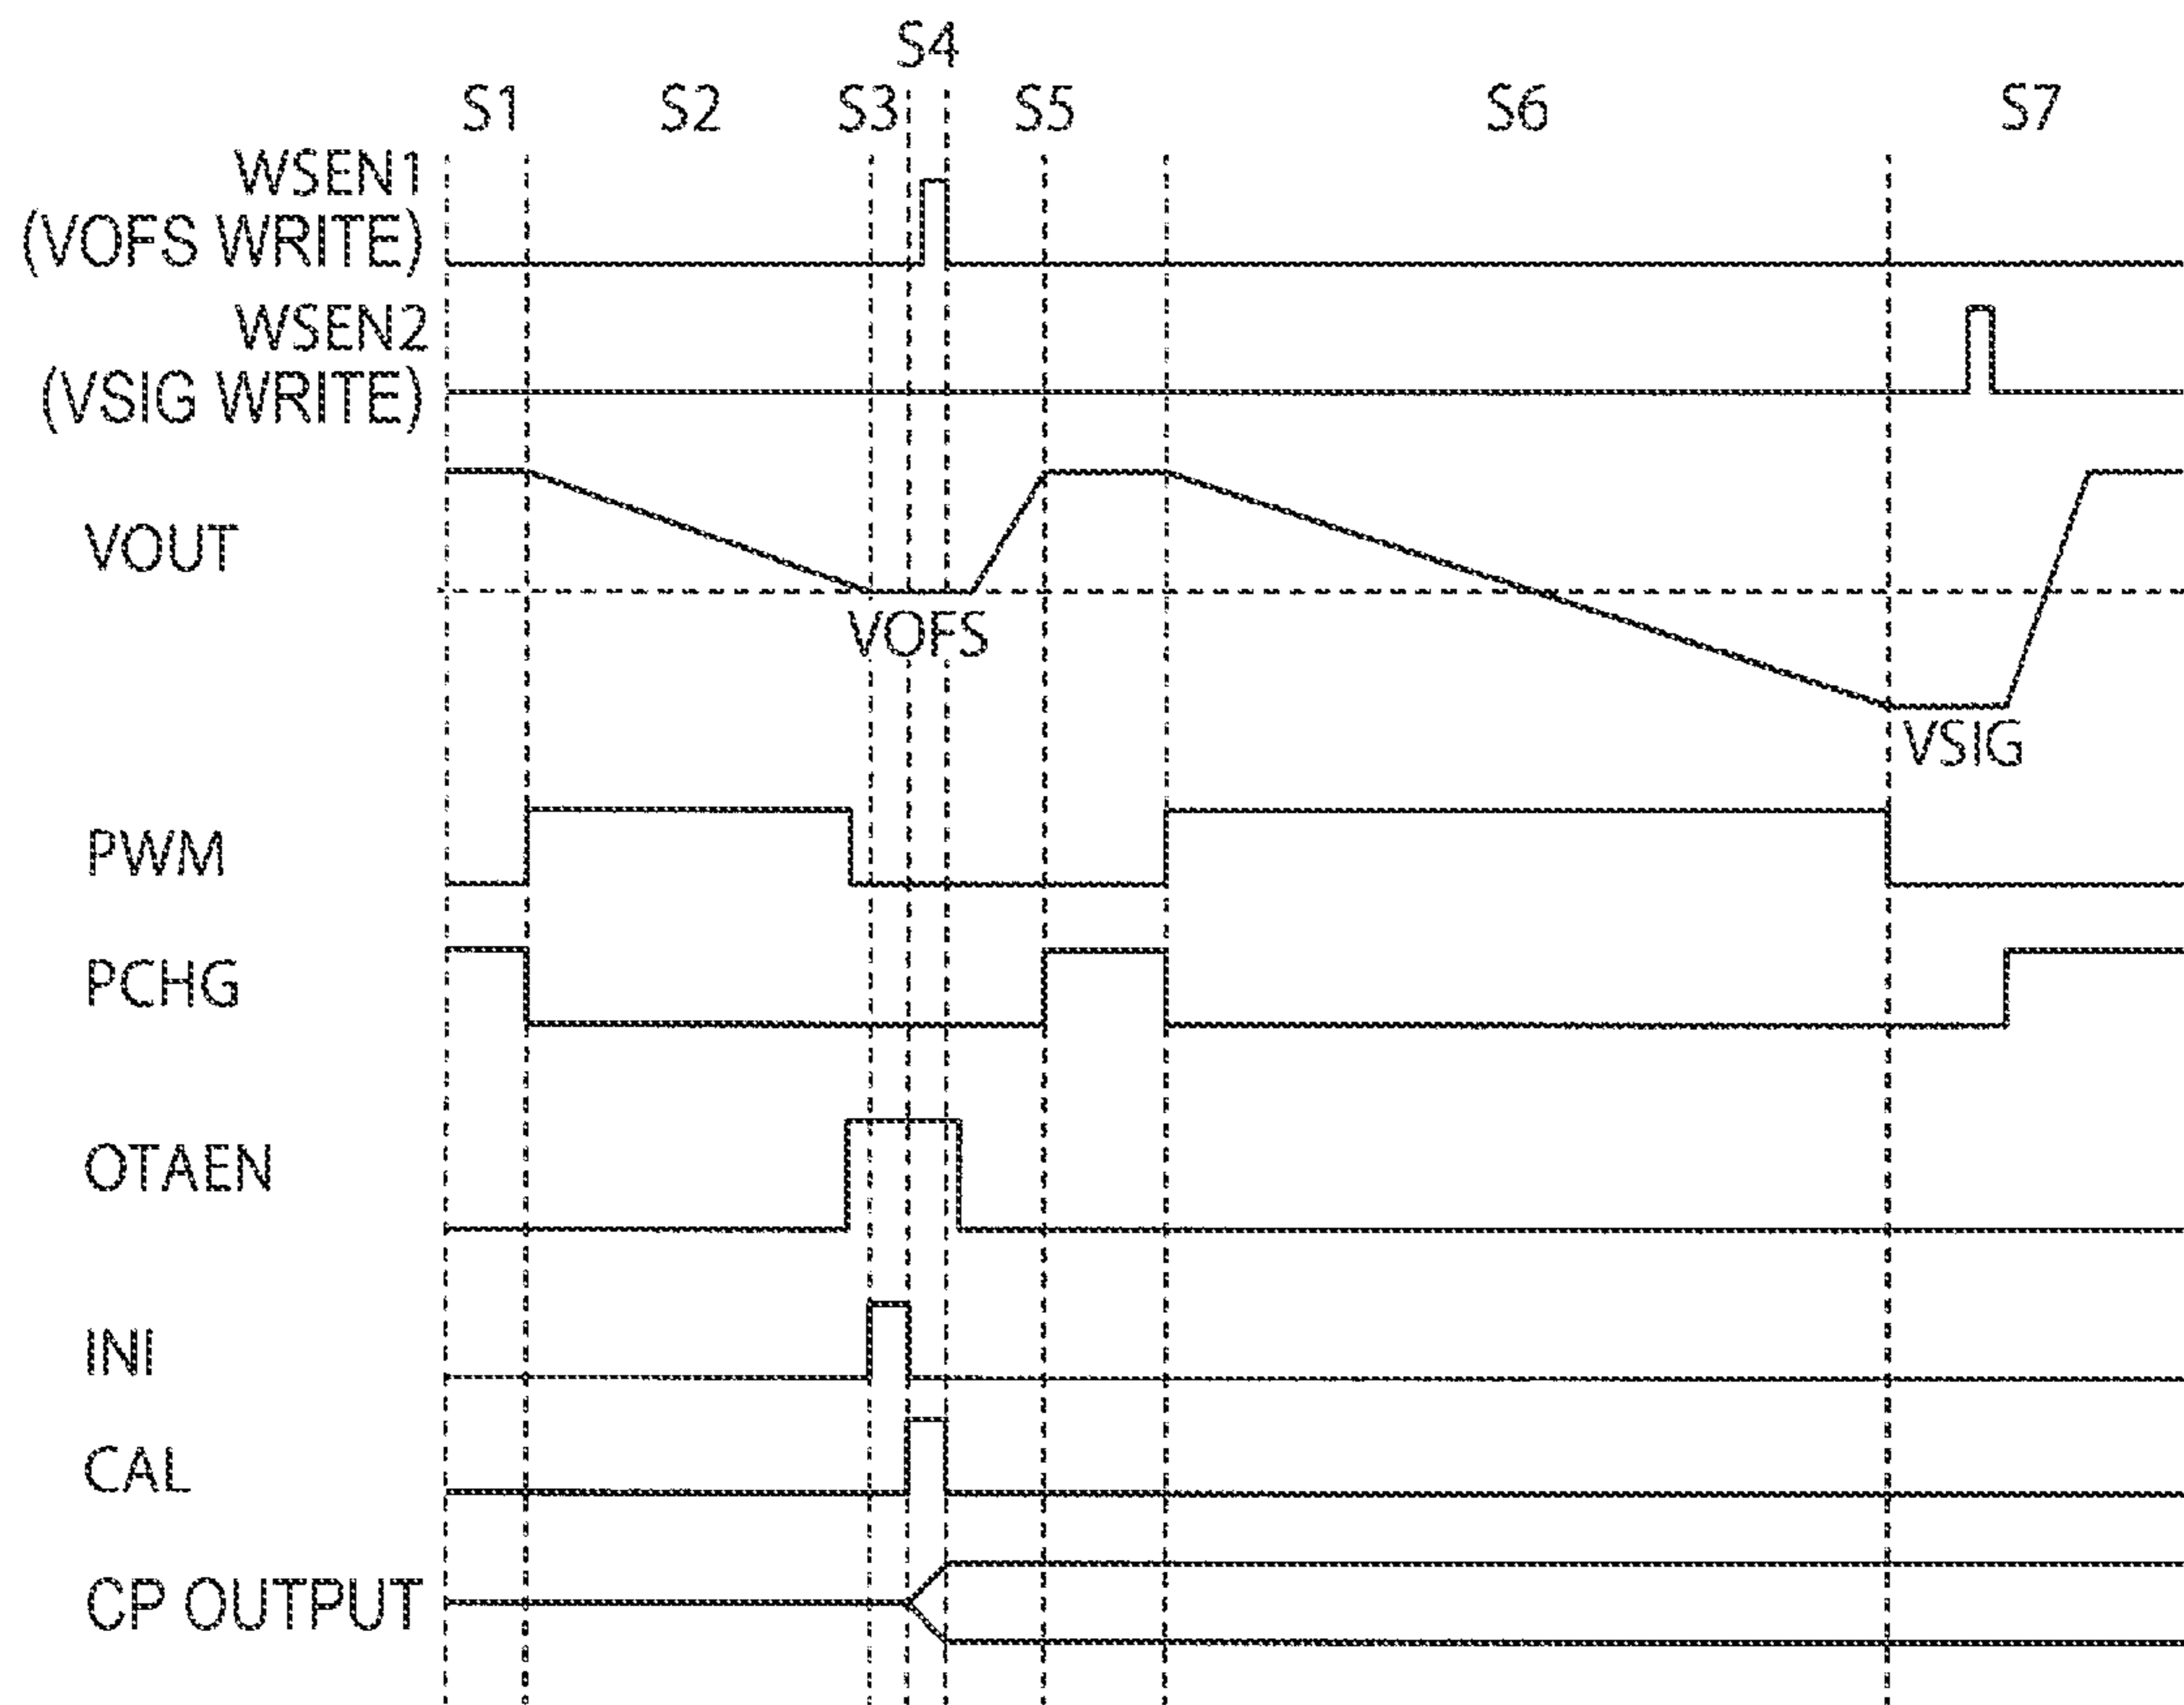 S4
S1 S2 S3 S5 S6 S7
WSEN1
(VOFS WRITE)
WSEN2
(VSIG WRITE)
VOUT
VOFS
VSIG
PWM
PCHG
OTAEN
INI
CAL
CP OUTPUT